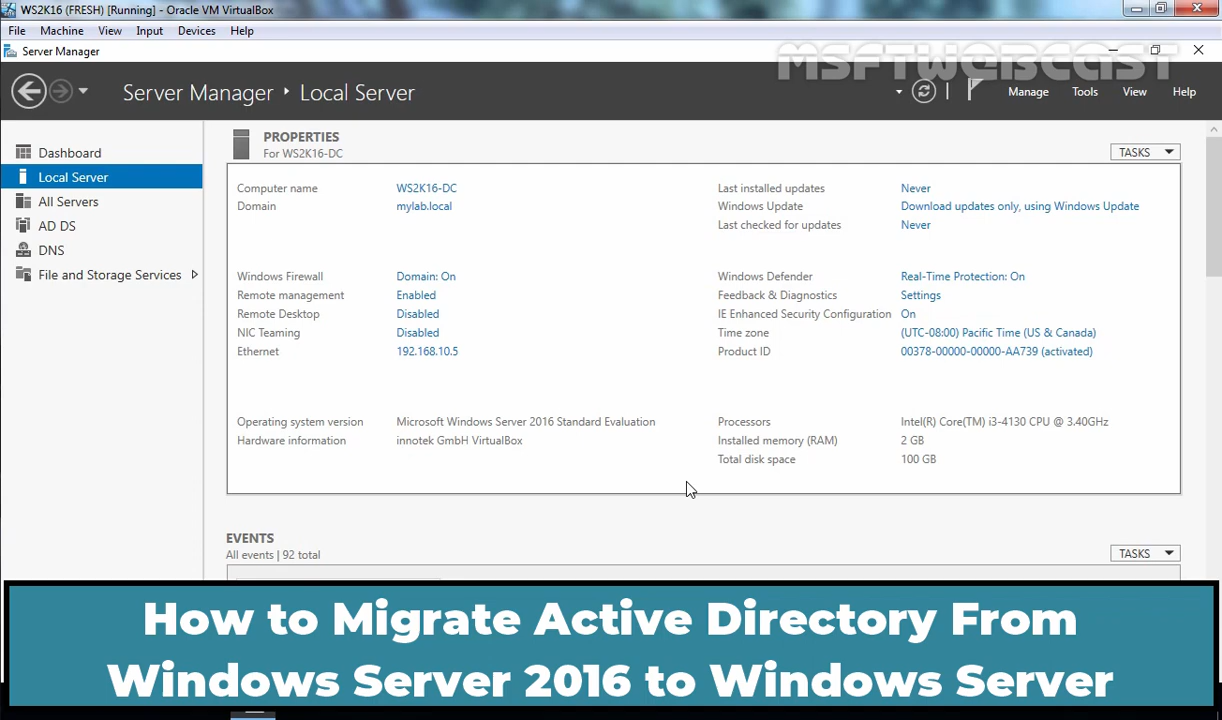 WS2K16 (FRESH) [Running] - Oracle VM VirtualBox
File Machine View Input Devices Help
Server Manager
MSFTWEBCAST
Server Manager ‣ Local Server
Manage Tools View Help
Dashboard
Local Server
All Servers
AD DS
DNS
File and Storage Services
PROPERTIES
For WS2K16-DC
TASKS
Computer name WS2K16-DC
Domain mylab.local
Last installed updates Never
Windows Update Download updates only, using Windows Update
Last checked for updates Never
Windows Firewall Domain: On
Remote management Enabled
Remote Desktop Disabled
NIC Teaming Disabled
Ethernet 192.168.10.5
Windows Defender Real-Time Protection: On
Feedback & Diagnostics Settings
IE Enhanced Security Configuration On
Time zone (UTC-08:00) Pacific Time (US & Canada)
Product ID 00378-00000-00000-AA739 (activated)
Operating system version Microsoft Windows Server 2016 Standard Evaluation
Hardware information innotek GmbH VirtualBox
Processors Intel(R) Core(TM) i3-4130 CPU @ 3.40GHz
Installed memory (RAM) 2 GB
Total disk space 100 GB
EVENTS
All events | 92 total
TASKS
How to Migrate Active Directory From
Windows Server 2016 to Windows Server